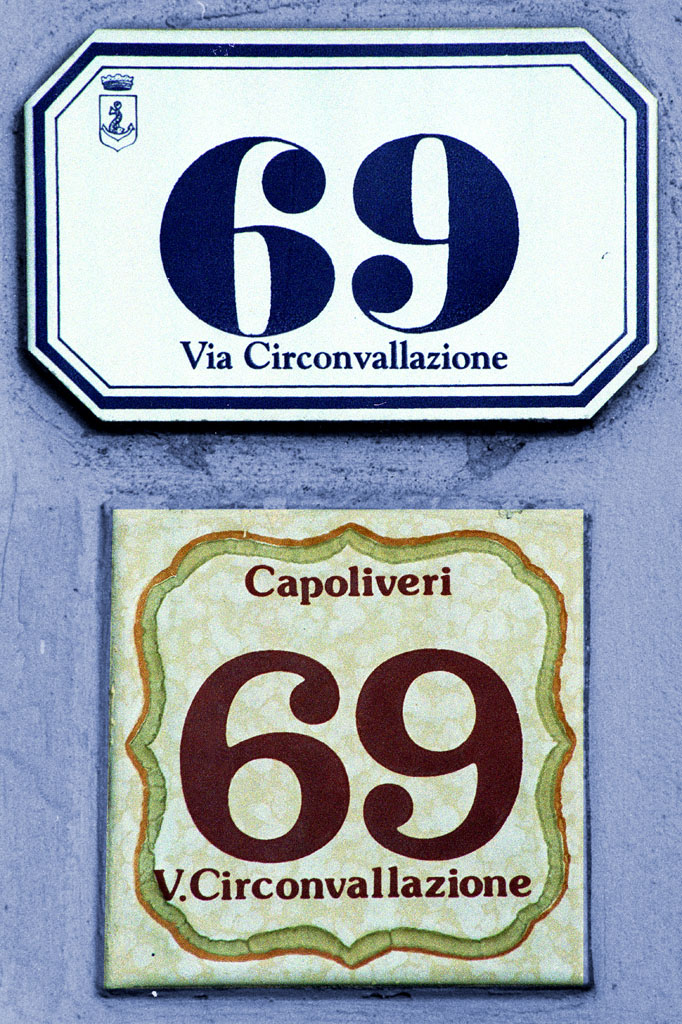 69
Via Circonvallazione
Capoliveri
69
V.Circonvallazione